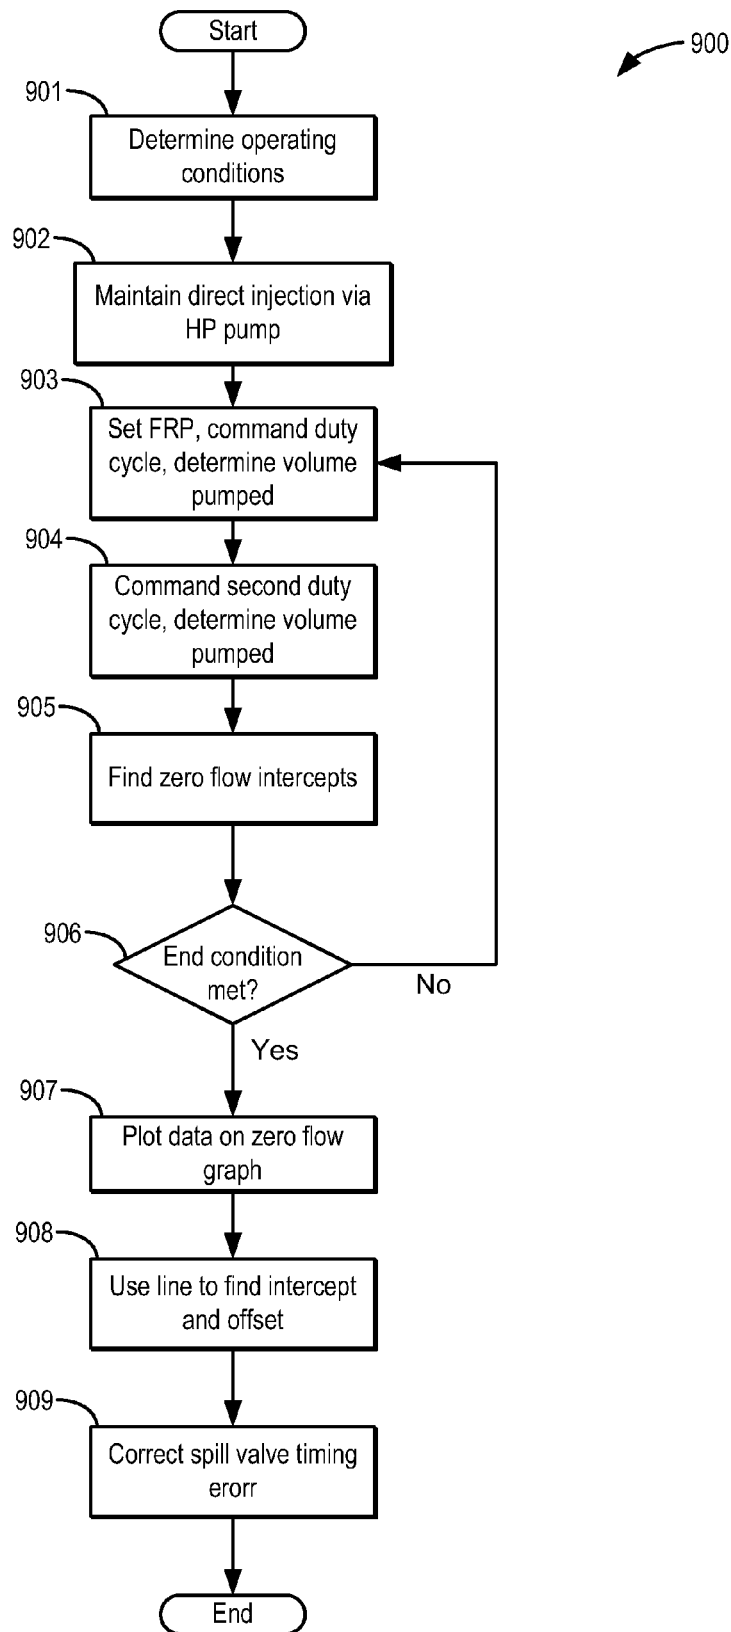 Start
900
901
Determine operating
conditions
902
Maintain direct injection via
HP pump
903
Set FRP, command duty
cycle, determine volume
pumped
904
Command second duty
cycle, determine volume
pumped
905
Find zero flow intercepts
906
End condition
met?
No
Yes
907
Plot data on zero flow
graph
908
Use line to find intercept
and offset
909
Correct spill valve timing
erorr
End